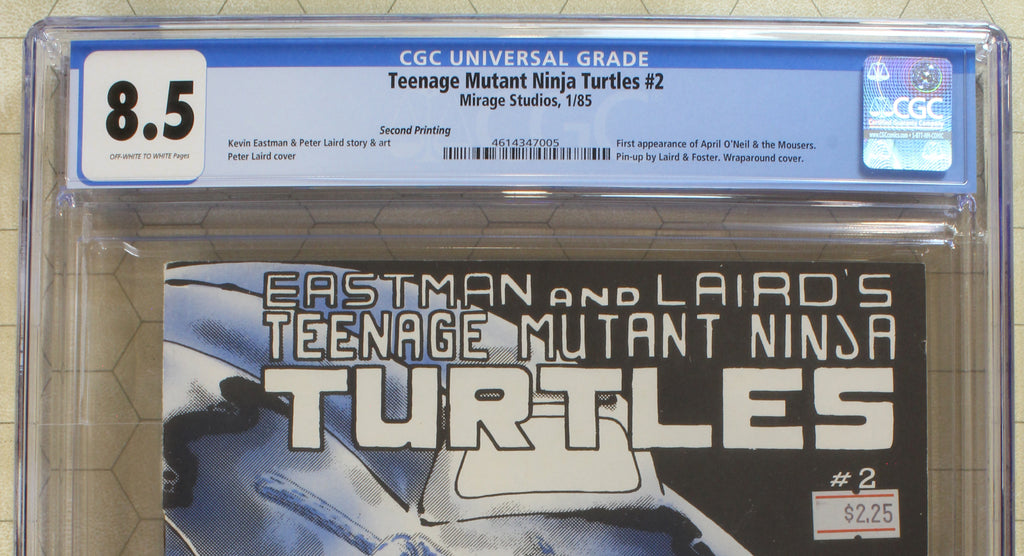 CGC UNIVERSAL GRADE
Teenage Mutant Ninja Turtles #2
Mirage Studios, 1/85
8.5
OFF-WHITE TO WHITE Pages
Second Printing
Kevin Eastman & Peter Laird story & art
Peter Laird cover
4614347005
First appearance of April O'Neil & the Mousers.
Pin-up by Laird & Foster. Wraparound cover.
CGC
EASTMAN AND LAIRD'S
TEENAGE MUTANT NINJA
TURTLES
#2
$2.25